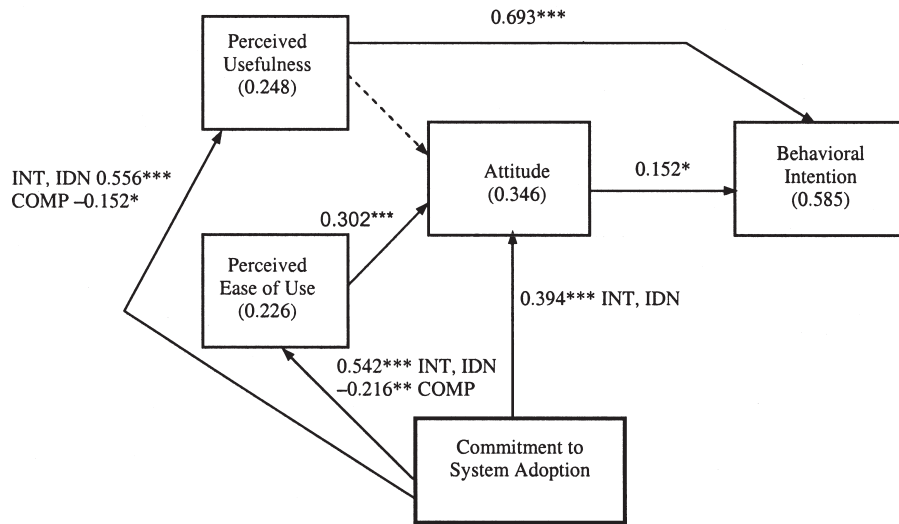 0.693***
Perceived
Usefulness
(0.248)
INT, IDN 0.556***
COMP –0.152*
Attitude
(0.346)
0.152*
Behavioral
Intention
(0.585)
0.302***
Perceived
Ease of Use
(0.226)
0.394*** INT, IDN
0.542*** INT, IDN
–0.216** COMP
Commitment to
System Adoption